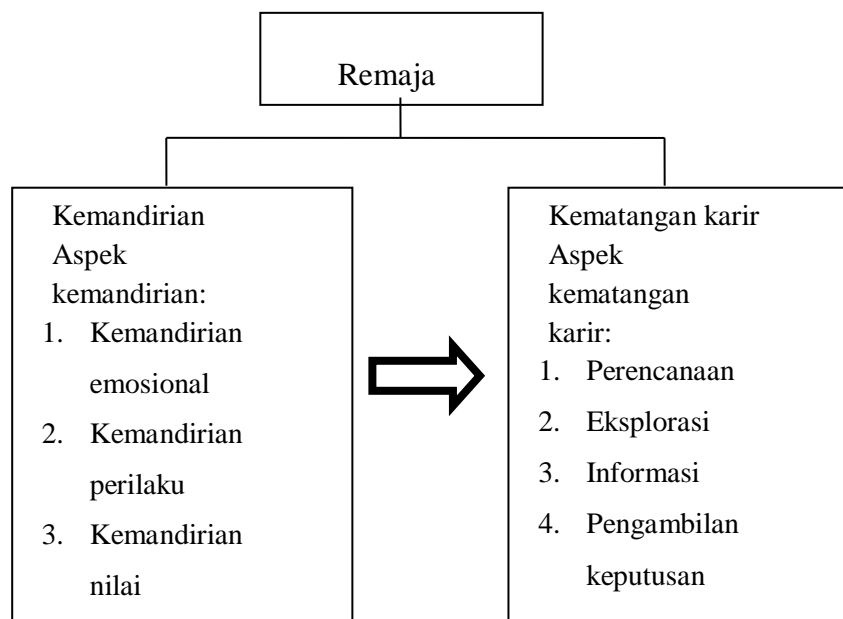 Remaja
Kemandirian
Aspek
kemandirian:
1. Kemandirian
emosional
2. Kemandirian
perilaku
3. Kemandirian
nilai
Kematangan karir
Aspek
kematangan
karir:
1. Perencanaan
2. Eksplorasi
3. Informasi
4. Pengambilan
keputusan